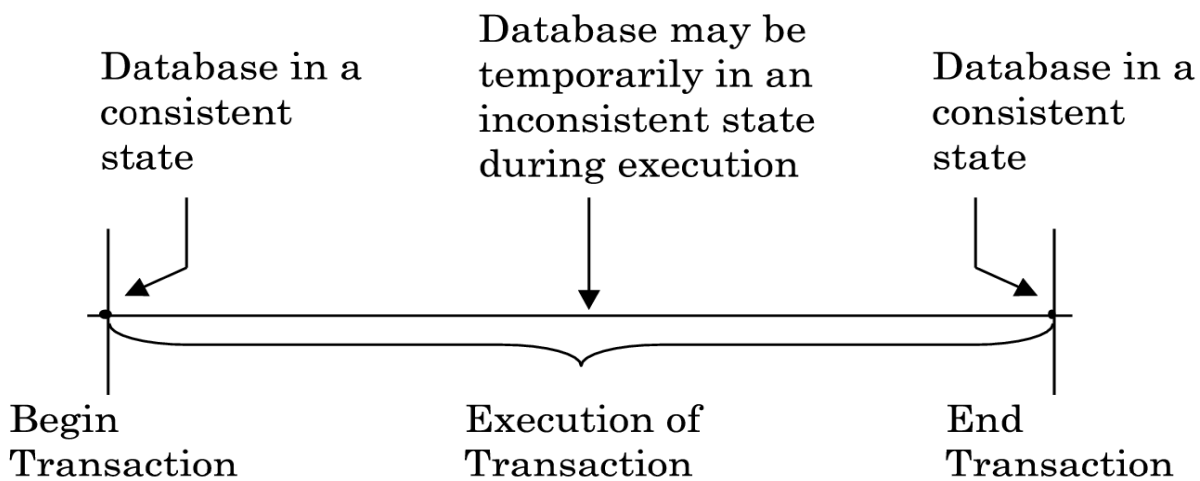 Database in a
consistent
state
Database may be
temporarily in an
inconsistent state
during execution
Database in a
consistent
state
Begin
Transaction
Execution of
Transaction
End
Transaction